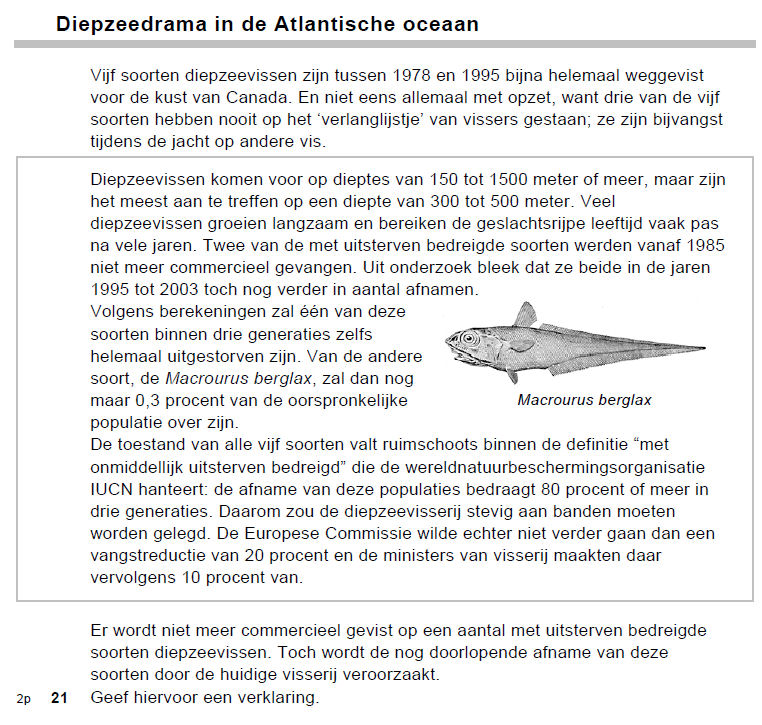 Diepzeedrama in de Atlantische oceaan
Vijf soorten diepzeevissen zijn tussen 1978 en 1995 bijna helemaal weggevist
voor de kust van Canada. En niet eens allemaal met opzet, want drie van de vijf
soorten hebben nooit op het ‘verlanglijstje’ van vissers gestaan; ze zijn bijvangst
tijdens de jacht op andere vis.
Diepzeevissen komen voor op dieptes van 150 tot 1500 meter of meer, maar zijn
het meest aan te treffen op een diepte van 300 tot 500 meter. Veel
diepzeevissen groeien langzaam en bereiken de geslachtsrijpe leeftijd vaak pas
na vele jaren. Twee van de met uitsterven bedreigde soorten werden vanaf 1985
niet meer commercieel gevangen. Uit onderzoek bleek dat ze beide in de jaren
1995 tot 2003 toch nog verder in aantal afnamen.
Volgens berekeningen zal één van deze
soorten binnen drie generaties zelfs
helemaal uitgestorven zijn. Van de andere
soort, de Macrourus berglax, zal dan nog
maar 0,3 procent van de oorspronkelijke
populatie over zijn.
Macrourus berglax
De toestand van alle vijf soorten valt ruimschoots binnen de definitie “met
onmiddellijk uitsterven bedreigd” die de wereldnatuurbeschermingsorganisatie
IUCN hanteert: de afname van deze populaties bedraagt 80 procent of meer in
drie generaties. Daarom zou de diepzeevisserij stevig aan banden moeten
worden gelegd. De Europese Commissie wilde echter niet verder gaan dan een
vangstreductie van 20 procent en de ministers van visserij maakten daar
vervolgens 10 procent van.
Er wordt niet meer commercieel gevist op een aantal met uitsterven bedreigde
soorten diepzeevissen. Toch wordt de nog doorlopende afname van deze
soorten door de huidige visserij veroorzaakt.
2p 21 Geef hiervoor een verklaring.